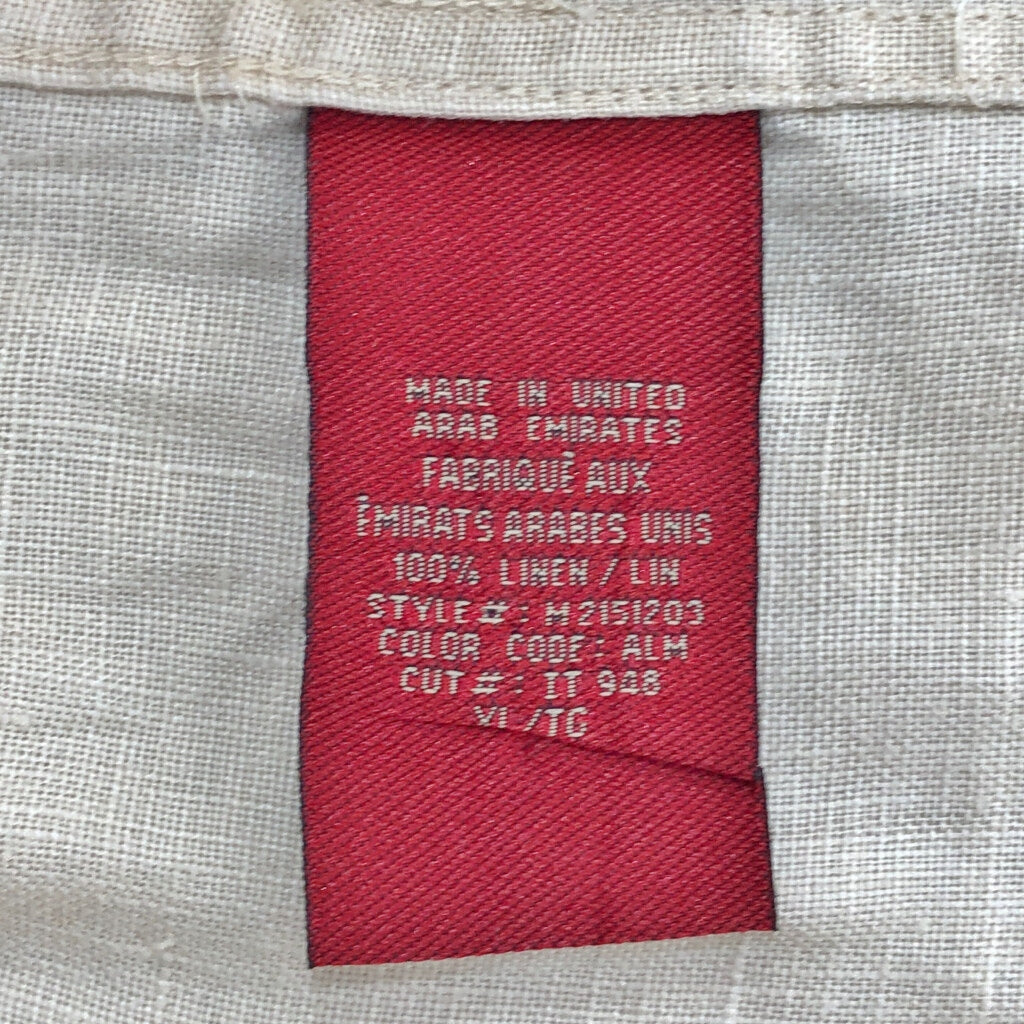 MADE IN UNITED
ARAB EMIRATES
FABRIQUÉ AUX
ÉMIRATS ARABES UNIS
100% LINEN / LIN
STYLE #: M2151203
COLOR CODE: ALM
CUT #: IT 948
XL/TG